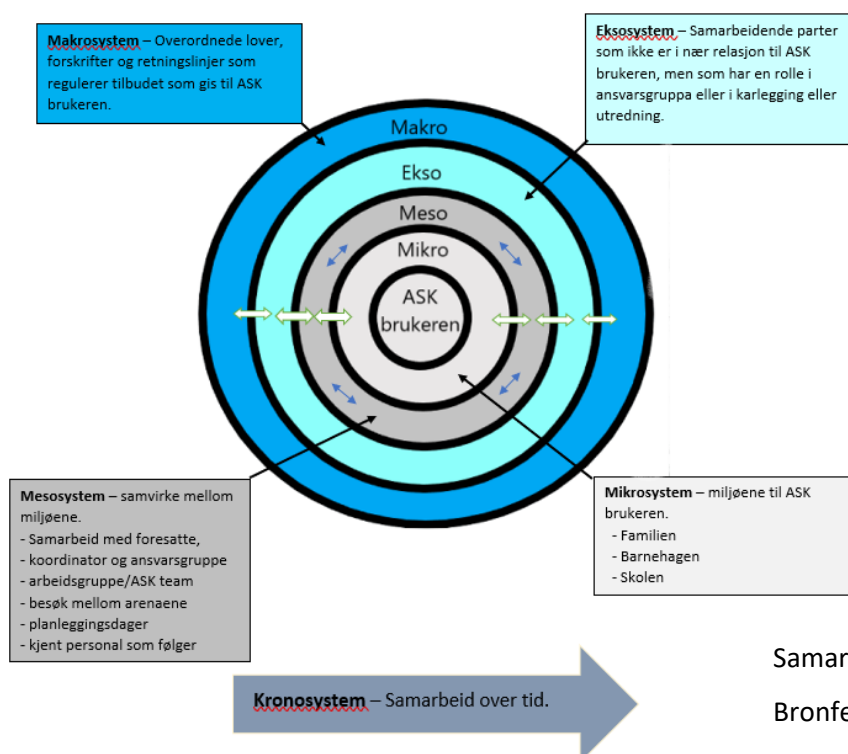 Makrosystem – Overordnede lover,
forskrifter og retningslinjer som
regulerer tilbudet som gis til ASK
brukeren.
Eksosystem – Samarbeidende parter
som ikke er i nær relasjon til ASK
brukeren, men som har en rolle i
ansvarsgruppa eller i karlegging eller
utredning.
Makro
Ekso
Meso
Mikro
ASK
brukeren
Mesosystem – samvirke mellom
miljøene.
- Samarbeid med foresatte,
- koordinator og ansvarsgruppe
- arbeidsgruppe/ASK team
- besøk mellom arenaene
- planleggingsdager
- kjent personal som følger
Mikrosystem – miljøene til ASK
brukeren.
- Familien
- Barnehagen
- Skolen
Kronosystem – Samarbeid over tid.
Samar
Bronfe